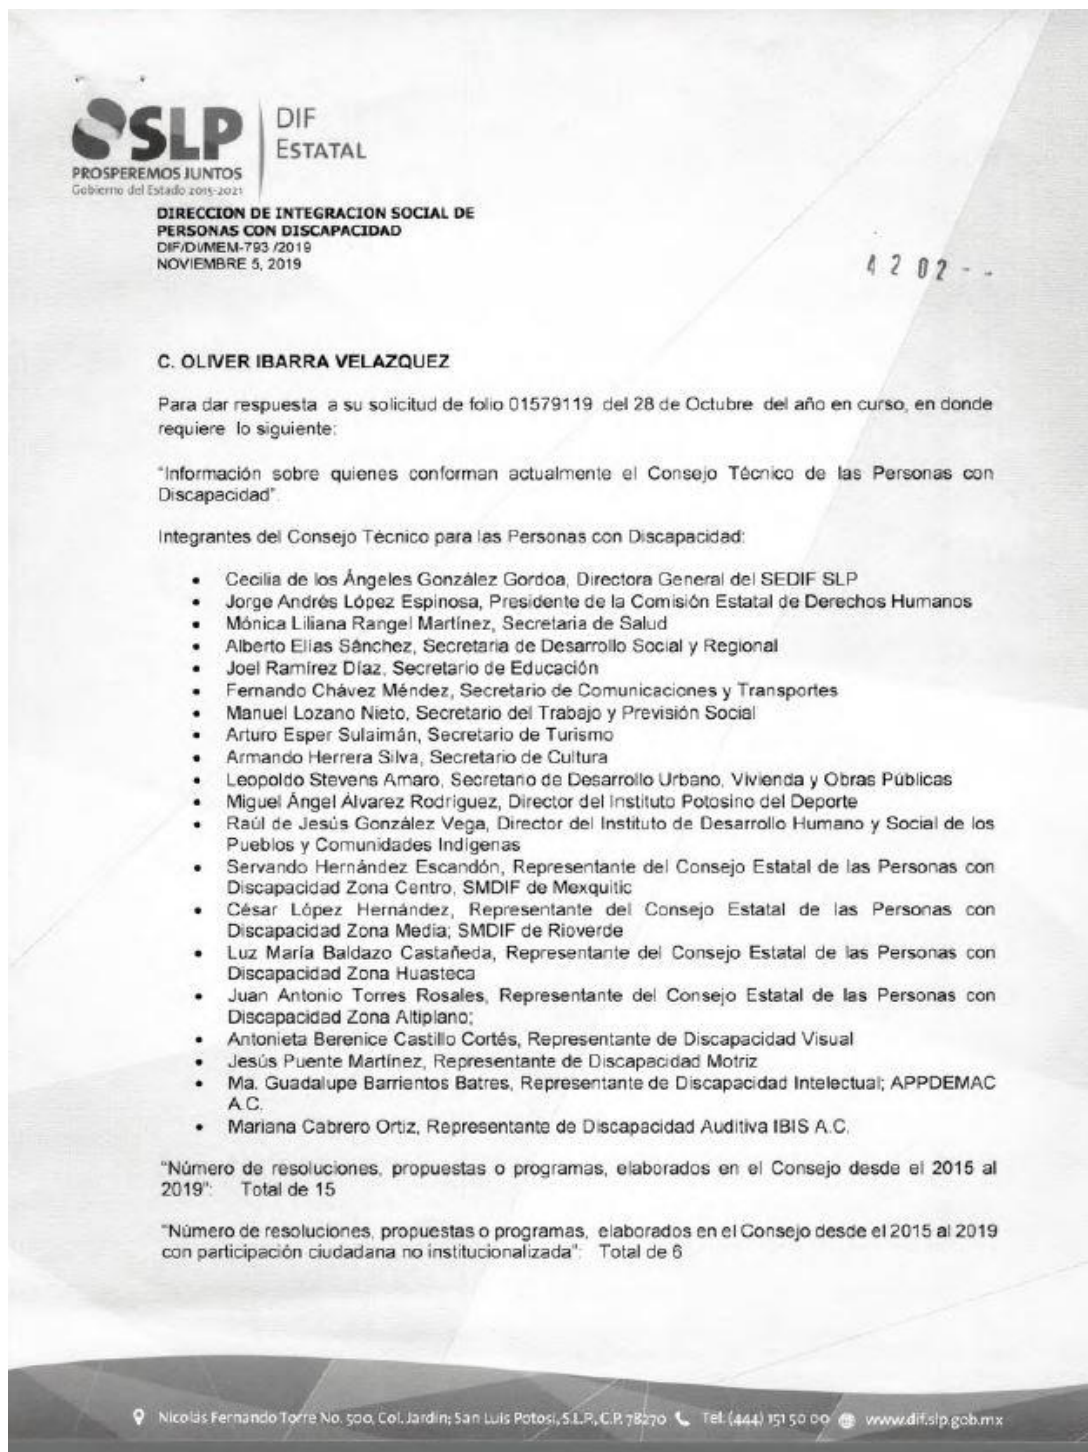 SLP
DIF
ESTATAL
PROSPEREMOS JUNTOS
Gobierno del Estado 2015-2021
DIRECCION DE INTEGRACION SOCIAL DE
PERSONAS CON DISCAPACIDAD
DIF/DI/MEM-793 /2019
NOVIEMBRE 5, 2019
4202--
C. OLIVER IBARRA VELAZQUEZ
Para dar respuesta a su solicitud de folio 01579119 del 28 de Octubre del año en curso, en donde
requiere lo siguiente:
"Información sobre quienes conforman actualmente el Consejo Técnico de las Personas con
Discapacidad".
Integrantes del Consejo Técnico para las Personas con Discapacidad:
• Cecilia de los Ángeles González Gordoa, Directora General del SEDIF SLP
• Jorge Andrés López Espinosa, Presidente de la Comisión Estatal de Derechos Humanos
• Mónica Liliana Rangel Martínez, Secretaria de Salud
• Alberto Elías Sánchez, Secretaria de Desarrollo Social y Regional
• Joel Ramírez Díaz, Secretario de Educación
• Fernando Chávez Méndez, Secretario de Comunicaciones y Transportes
• Manuel Lozano Nieto, Secretario del Trabajo y Previsión Social
• Arturo Esper Sulaimán, Secretario de Turismo
• Armando Herrera Silva, Secretario de Cultura
• Leopoldo Stevens Amaro, Secretario de Desarrollo Urbano, Vivienda y Obras Públicas
• Miguel Ángel Álvarez Rodríguez, Director del Instituto Potosino del Deporte
• Raúl de Jesús González Vega, Director del Instituto de Desarrollo Humano y Social de los
Pueblos y Comunidades Indígenas
• Servando Hernández Escandón, Representante del Consejo Estatal de las Personas con
Discapacidad Zona Centro, SMDIF de Mexquitic
• César López Hernández, Representante del Consejo Estatal de las Personas con
Discapacidad Zona Media; SMDIF de Rioverde
• Luz María Baldazo Castañeda, Representante del Consejo Estatal de las Personas con
Discapacidad Zona Huasteca
• Juan Antonio Torres Rosales, Representante del Consejo Estatal de las Personas con
Discapacidad Zona Altiplano;
• Antonieta Berenice Castillo Cortés, Representante de Discapacidad Visual
• Jesús Puente Martínez, Representante de Discapacidad Motriz
• Ma. Guadalupe Barrientos Batres, Representante de Discapacidad Intelectual; APPDEMAC
A.C.
• Mariana Cabrero Ortiz, Representante de Discapacidad Auditiva IBIS A.C.
"Número de resoluciones, propuestas o programas, elaborados en el Consejo desde el 2015 al
2019": Total de 15
"Número de resoluciones, propuestas o programas, elaborados en el Consejo desde el 2015 al 2019
con participación ciudadana no institucionalizada": Total de 6
Nicolás Fernando Torre No. 500, Col. Jardín; San Luis Potosí, S.L.P., C.P. 78270 Tel: (444) 151 50 00 www.dif.slp.gob.mx